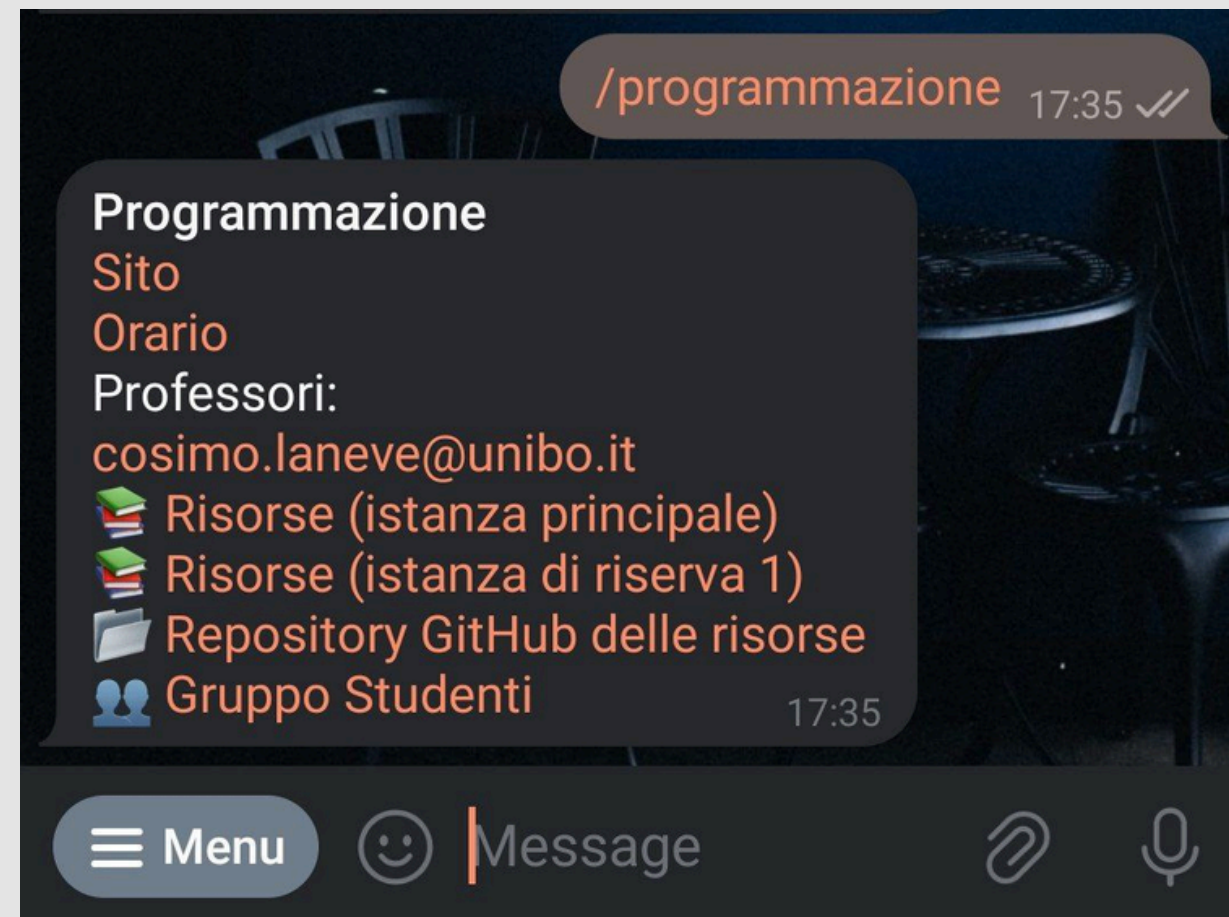 /programmazione 17:35
Programmazione
Sito
Orario
Professori:
cosimo.laneve@unibo.it
📚 Risorse (istanza principale)
📚 Risorse (istanza di riserva 1)
📁 Repository GitHub delle risorse
👥 Gruppo Studenti 17:35
Menu Message